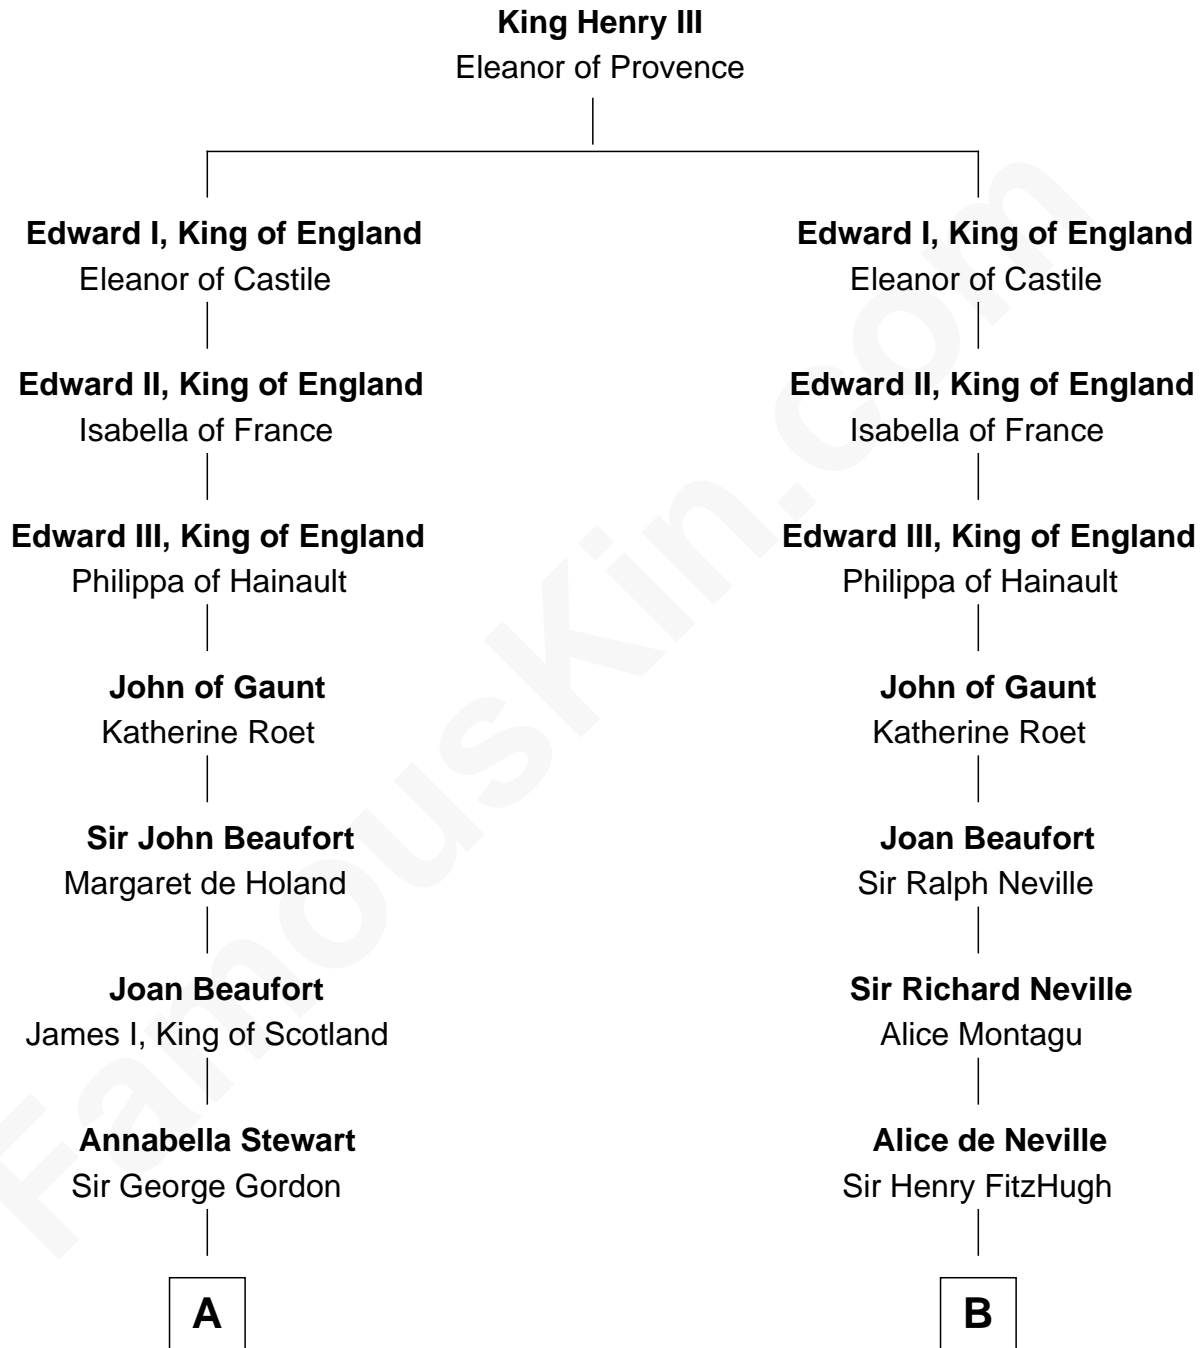 King Henry III
Eleanor of Provence
Edward I, King of England
Eleanor of Castile
Edward II, King of England
Isabella of France
Edward III, King of England
Philippa of Hainault
John of Gaunt
Katherine Roet
Sir John Beaufort
Margaret de Holand
Joan Beaufort
James I, King of Scotland
Annabella Stewart
Sir George Gordon
A
Edward I, King of England
Eleanor of Castile
Edward II, King of England
Isabella of France
Edward III, King of England
Philippa of Hainault
John of Gaunt
Katherine Roet
Joan Beaufort
Sir Ralph Neville
Sir Richard Neville
Alice Montagu
Alice de Neville
Sir Henry FitzHugh
B
FamousKin.com